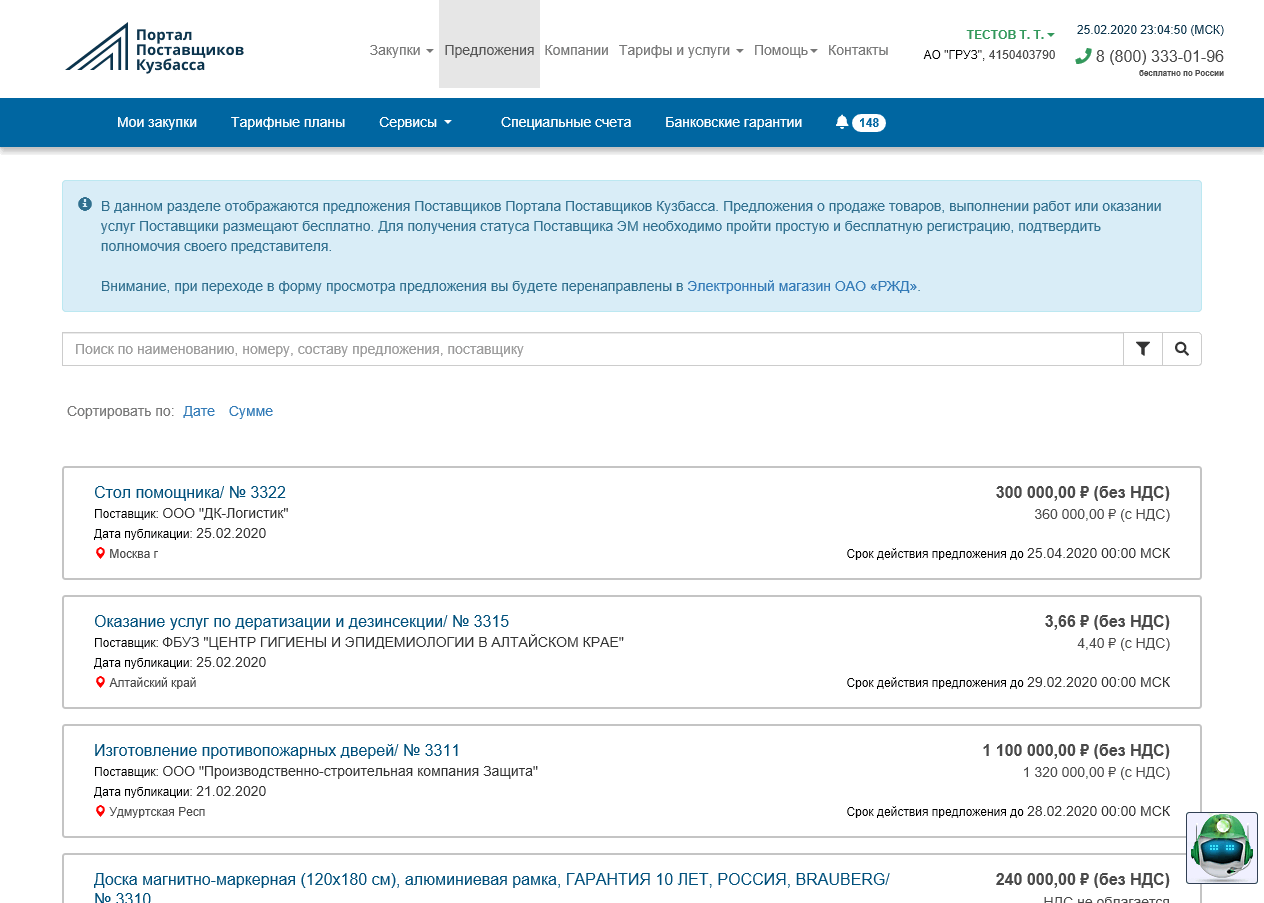 Портал
Поставщиков
Кузбасса
Закупки
Предложения
Компании
Тарифы и услуги
Помощь
Контакты
ТЕСТОВ Т. Т.
АО "ГРУЗ", 4150403790
25.02.2020 23:04:50 (МСК)
8 (800) 333-01-96
бесплатно по России
Мои закупки
Тарифные планы
Сервисы
Специальные счета
Банковские гарантии
148
В данном разделе отображаются предложения Поставщиков Портала Поставщиков Кузбасса. Предложения о продаже товаров, выполнении работ или оказании
услуг Поставщики размещают бесплатно. Для получения статуса Поставщика ЭМ необходимо пройти простую и бесплатную регистрацию, подтвердить
полномочия своего представителя.
Внимание, при переходе в форму просмотра предложения вы будете перенаправлены в Электронный магазин ОАО «РЖД».
Поиск по наименованию, номеру, составу предложения, поставщику
Сортировать по: Дате Сумме
Стол помощника/ № 3322
300 000,00 ₽ (без НДС)
Поставщик: ООО "ДК-Логистик"
360 000,00 ₽ (с НДС)
Дата публикации: 25.02.2020
Москва г
Срок действия предложения до 25.04.2020 00:00 МСК
Оказание услуг по дератизации и дезинсекции/ № 3315
3,66 ₽ (без НДС)
Поставщик: ФБУЗ "ЦЕНТР ГИГИЕНЫ И ЭПИДЕМИОЛОГИИ В АЛТАЙСКОМ КРАЕ"
4,40 ₽ (с НДС)
Дата публикации: 25.02.2020
Алтайский край
Срок действия предложения до 29.02.2020 00:00 МСК
Изготовление противопожарных дверей/ № 3311
1 100 000,00 ₽ (без НДС)
Поставщик: ООО "Производственно-строительная компания Защита"
1 320 000,00 ₽ (с НДС)
Дата публикации: 21.02.2020
Удмуртская Респ
Срок действия предложения до 28.02.2020 00:00 МСК
Доска магнитно-маркерная (120х180 см), алюминиевая рамка, ГАРАНТИЯ 10 ЛЕТ, РОССИЯ, BRAUBERG/
240 000,00 ₽ (без НДС)
№ 3310
НДС не облагается